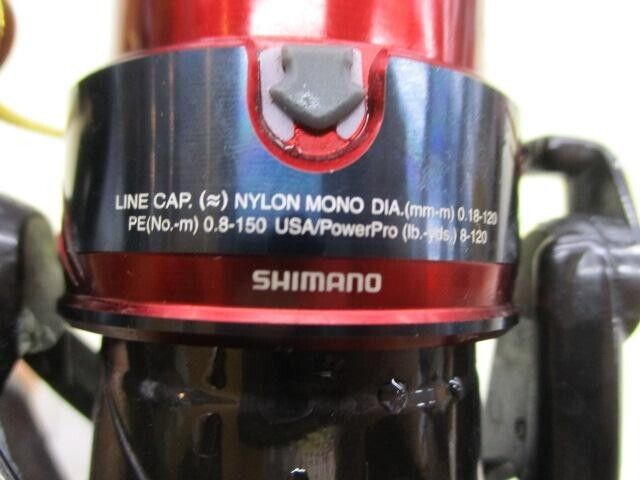 LINE CAP. (≈) NYLON MONO DIA.(mm-m) 0.18-120
PE(No.-m) 0.8-150 USA/PowerPro (lb.-yds.) 8-120
SHIMANO